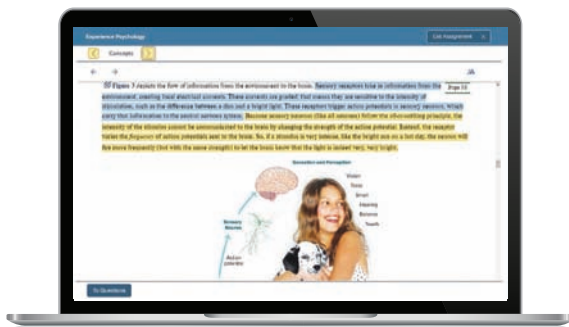 Experience Psychology
List Assignment
Concepts
Figure 3 depicts the flow of information from the environment to the brain. Sensory receptors take in information from the
Page 55
environment, creating local electrical currents. These currents are graded; that means they are sensitive to the intensity of
stimulation, such as the difference between a dim and a bright light. These receptors trigger action potentials in sensory neurons, which
carry that information to the central nervous system. Because sensory neurons (like all neurons) follow the all-or-nothing principle, the
intensity of the stimulus cannot be communicated to the brain by changing the strength of the action potential. Instead, the receptor
varies the frequency of action potentials sent to the brain. So, if a stimulus is very intense, like the bright sun on a hot day, the neuron will
fire more frequently (but with the same strength) to let the brain know that the light is indeed very, very bright.
Sensation and Perception
Vision
Taste
Smell
Hearing
Balance
Touch
Sensory
Neurons
Action
potential
To Questions